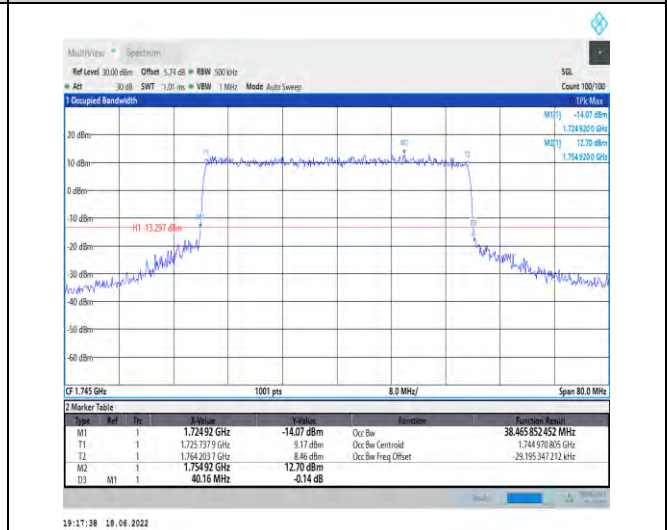 MultiView Spectrum
Ref Level 30.00 dBm Offset 5.74 dB RBW 500 kHz SGL
Att 30 dB SWT 1.01 ms VBW 1 MHz Mode Auto Sweep Count 100/100
1 Occupied Bandwidth 1Pk Max
M1[1] -14.07 dBm
1.724 920 0 GHz
M2[1] 12.70 dBm
1.754 920 0 GHz
20 dBm
10 dBm
0 dBm
-10 dBm
-20 dBm
-30 dBm
-40 dBm
-50 dBm
-60 dBm
T1
M2
T2
M1
D3
H1 -13.297 dBm
CF 1.745 GHz 1001 pts 8.0 MHz/ Span 80.0 MHz
2 Marker Table
Type Ref Trc X-Value Y-Value Function Function Result
M1 1 1.724 92 GHz -14.07 dBm Occ Bw 38.465 852 452 MHz
T1 1 1.725 737 9 GHz 9.17 dBm Occ Bw Centroid 1.744 970 805 GHz
T2 1 1.764 203 7 GHz 8.46 dBm Occ Bw Freq Offset -29.195 347 212 kHz
M2 1 1.754 92 GHz 12.70 dBm
D3 M1 1 40.16 MHz -0.14 dB
19:17:38 18.06.2022